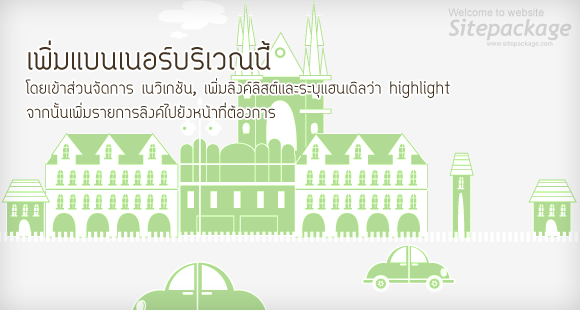 Welcome to website
Sitepackage
www.sitepackage.com
เพิ่มแบนเนอร์บริเวณนี้
โดยเข้าส่วนจัดการ เนวิเกชัน, เพิ่มลิงค์ลิสต์และระบุแฮนเดิลว่า highlight
จากนั้นเพิ่มรายการลิงค์ไปยังหน้าที่ต้องการ